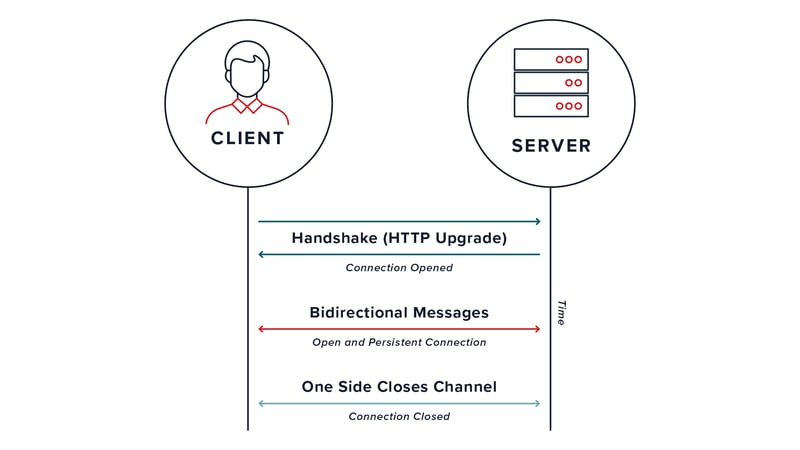 CLIENT
SERVER
Handshake (HTTP Upgrade)
Connection Opened
Time
Bidirectional Messages
Open and Persistent Connection
One Side Closes Channel
Connection Closed